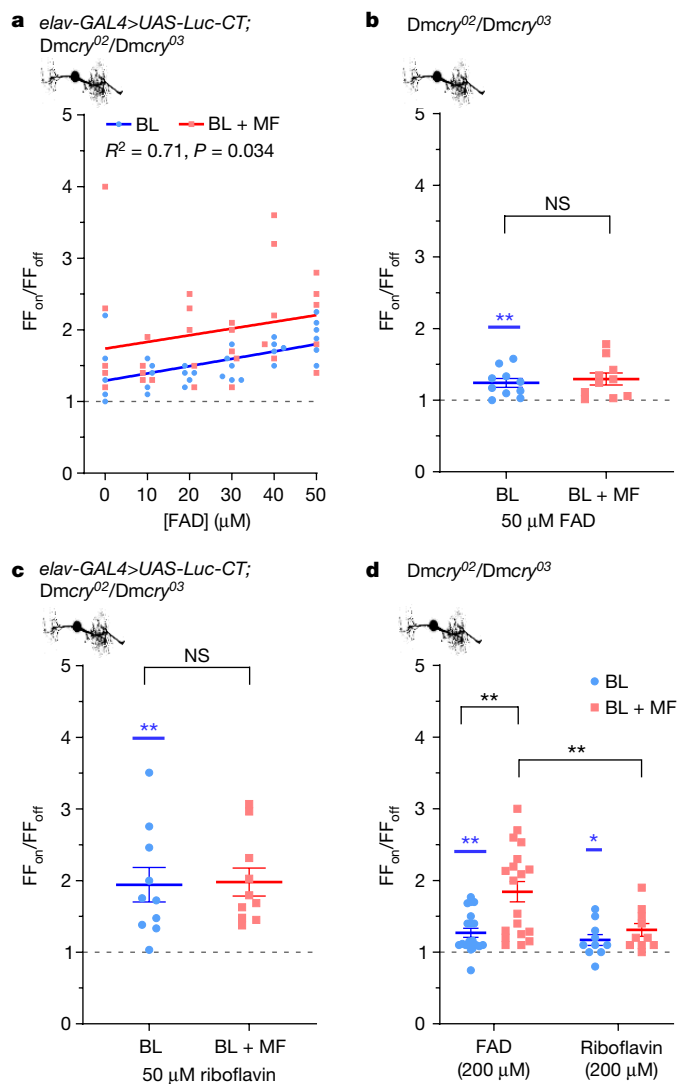 a elav-GAL4>UAS-Luc-CT;
Dmcry02/Dmcry03
5
4
3
2
1
0
FFon/FFoff
BL BL + MF
R2 = 0.71, P = 0.034
0 10 20 30 40 50
[FAD] (μM)
b Dmcry02/Dmcry03
5
4
3
2
1
0
FFon/FFoff
NS
**
BL BL + MF
50 μM FAD
c elav-GAL4>UAS-Luc-CT;
Dmcry02/Dmcry03
5
4
3
2
1
0
FFon/FFoff
NS
**
BL BL + MF
50 μM riboflavin
d Dmcry02/Dmcry03
5
4
3
2
1
0
FFon/FFoff
BL
BL + MF
**
**
**
*
FAD
(200 μM)
Riboflavin
(200 μM)